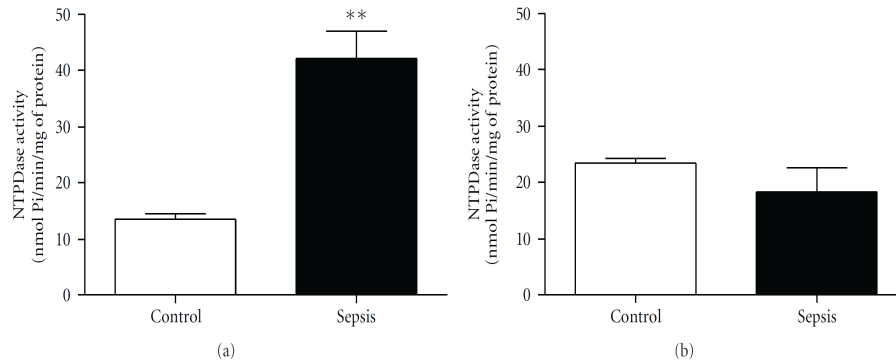 NTPDase activity
(nmol Pi/min/mg of protein)
50
40
30
20
10
0
**
Control
Sepsis
(a)
NTPDase activity
(nmol Pi/min/mg of protein)
50
40
30
20
10
0
Control
Sepsis
(b)